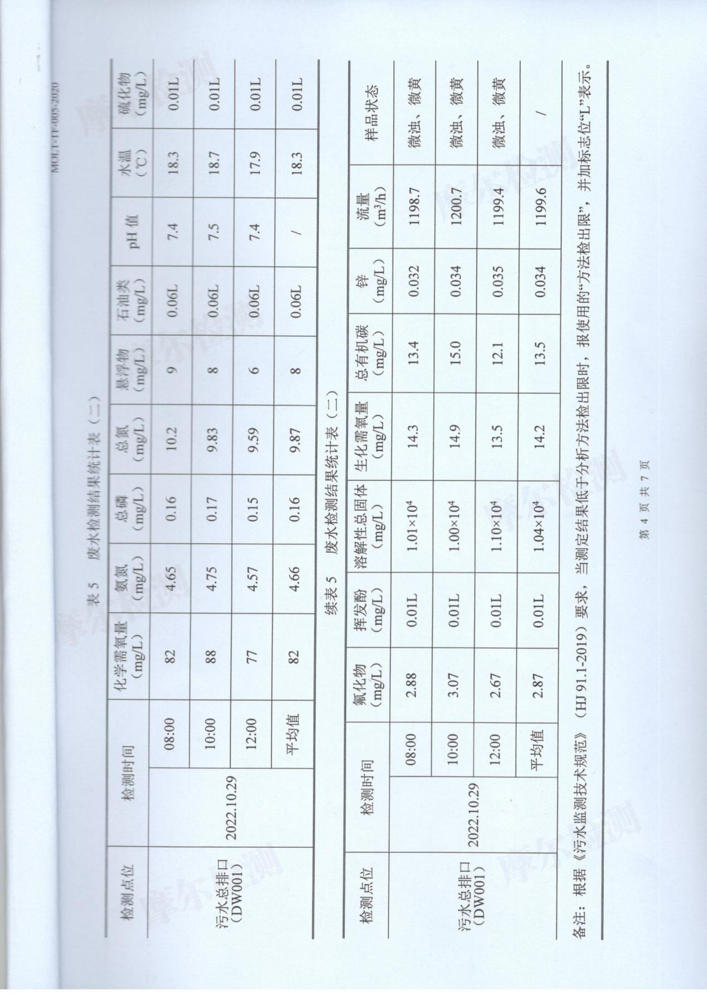 MOLT-TF-005-2020
表 5 废水检测结果统计表（二）
检测点位 检测时间 化学需氧量（mg/L） 氨氮（mg/L） 总磷（mg/L） 总氮（mg/L） 悬浮物（mg/L） 石油类（mg/L） pH 值 水温（℃） 硫化物（mg/L）
污水总排口（DW001） 2022.10.29 08:00 82 4.65 0.16 10.2 9 0.06L 7.4 18.3 0.01L
10:00 88 4.75 0.17 9.83 8 0.06L 7.5 18.7 0.01L
12:00 77 4.57 0.15 9.59 6 0.06L 7.4 17.9 0.01L
平均值 82 4.66 0.16 9.87 8 0.06L / 18.3 0.01L
续表 5 废水检测结果统计表（二）
检测点位 检测时间 氟化物（mg/L） 挥发酚（mg/L） 溶解性总固体（mg/L） 生化需氧量（mg/L） 总有机碳（mg/L） 锌（mg/L） 流量（m³/h） 样品状态
污水总排口（DW001） 2022.10.29 08:00 2.88 0.01L 1.01×10⁴ 14.3 13.4 0.032 1198.7 微浊、微黄
10:00 3.07 0.01L 1.00×10⁴ 14.9 15.0 0.034 1200.7 微浊、微黄
12:00 2.67 0.01L 1.10×10⁴ 13.5 12.1 0.035 1199.4 微浊、微黄
平均值 2.87 0.01L 1.04×10⁴ 14.2 13.5 0.034 1199.6 /
备注：根据《污水监测技术规范》（HJ 91.1-2019）要求，当测定结果低于分析方法检出限时，报使用的“方法检出限”，并加标志位“L”表示。
第 4 页 共 7 页
摩尔检测